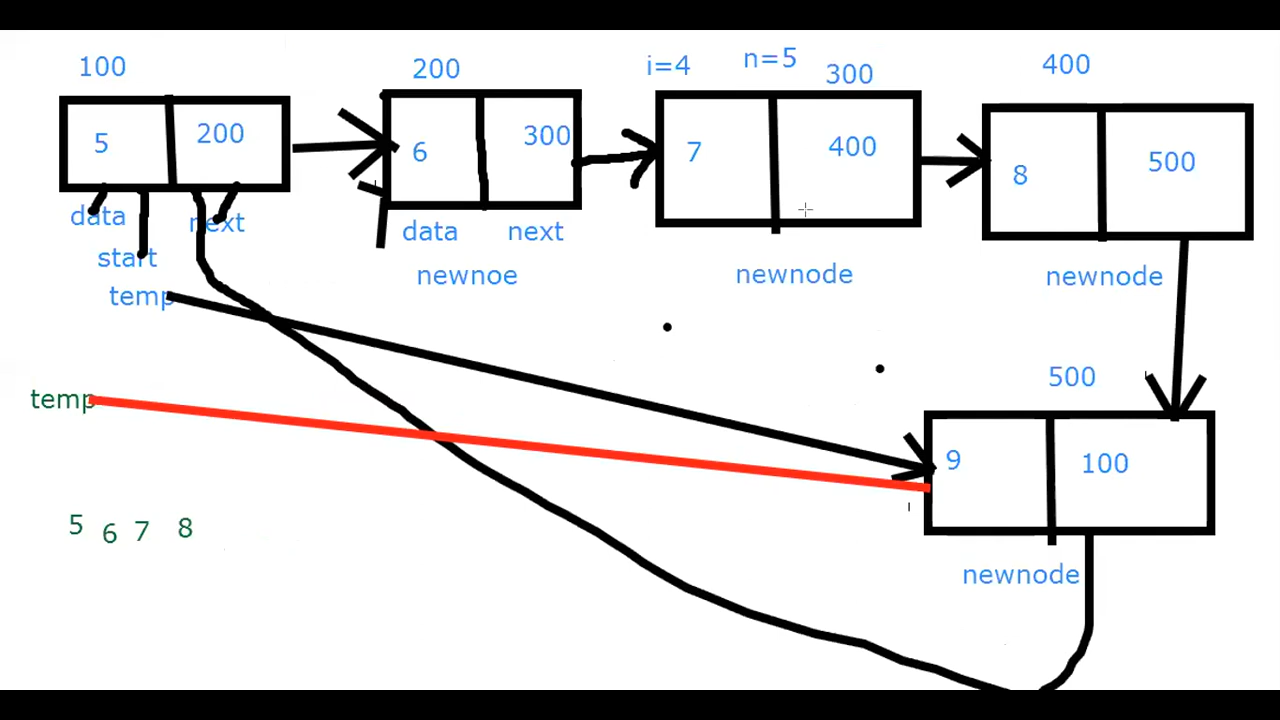 100
200
i=4
n=5
300
400
5
200
6
300
7
400
8
500
data
next
start
temp
data
next
newnoe
newnode
newnode
500
temp
9
100
newnode
5 6 7 8